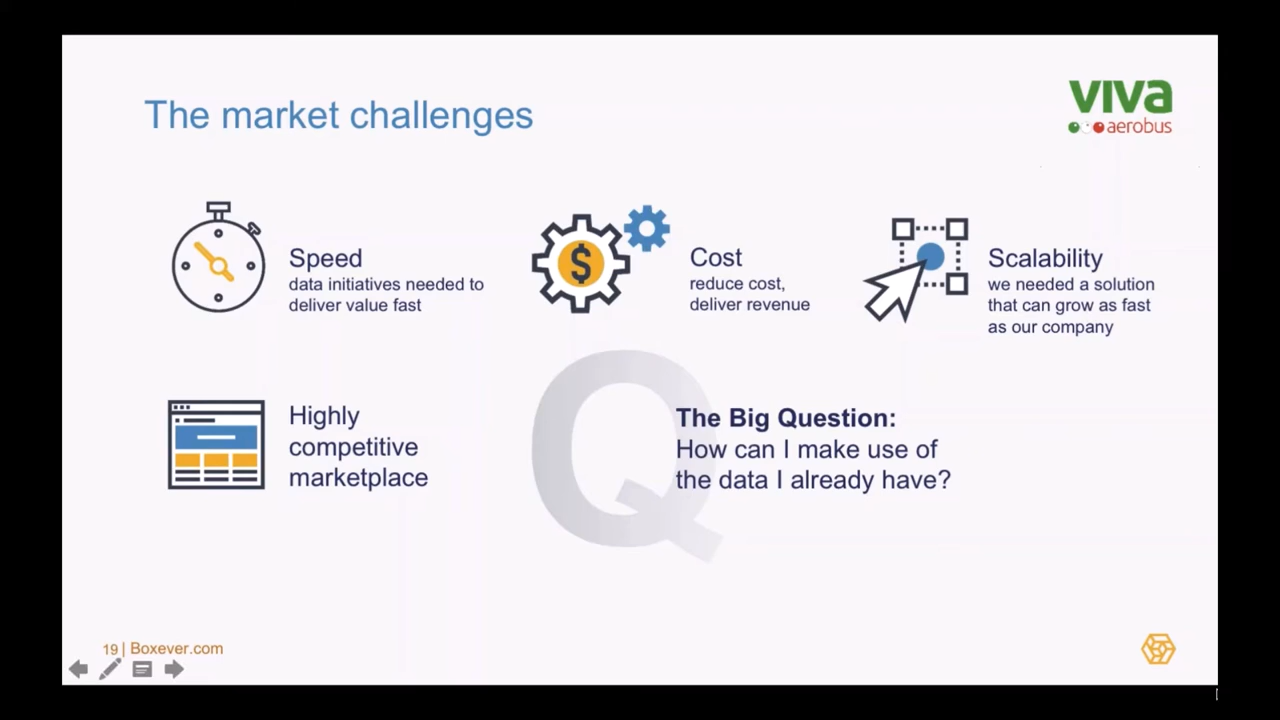 The market challenges
viva
aerobus
Speed
data initiatives needed to
deliver value fast
$
Cost
reduce cost,
deliver revenue
Scalability
we needed a solution
that can grow as fast
as our company
Highly
competitive
marketplace
Q
The Big Question:
How can I make use of
the data I already have?
19 | Boxever.com